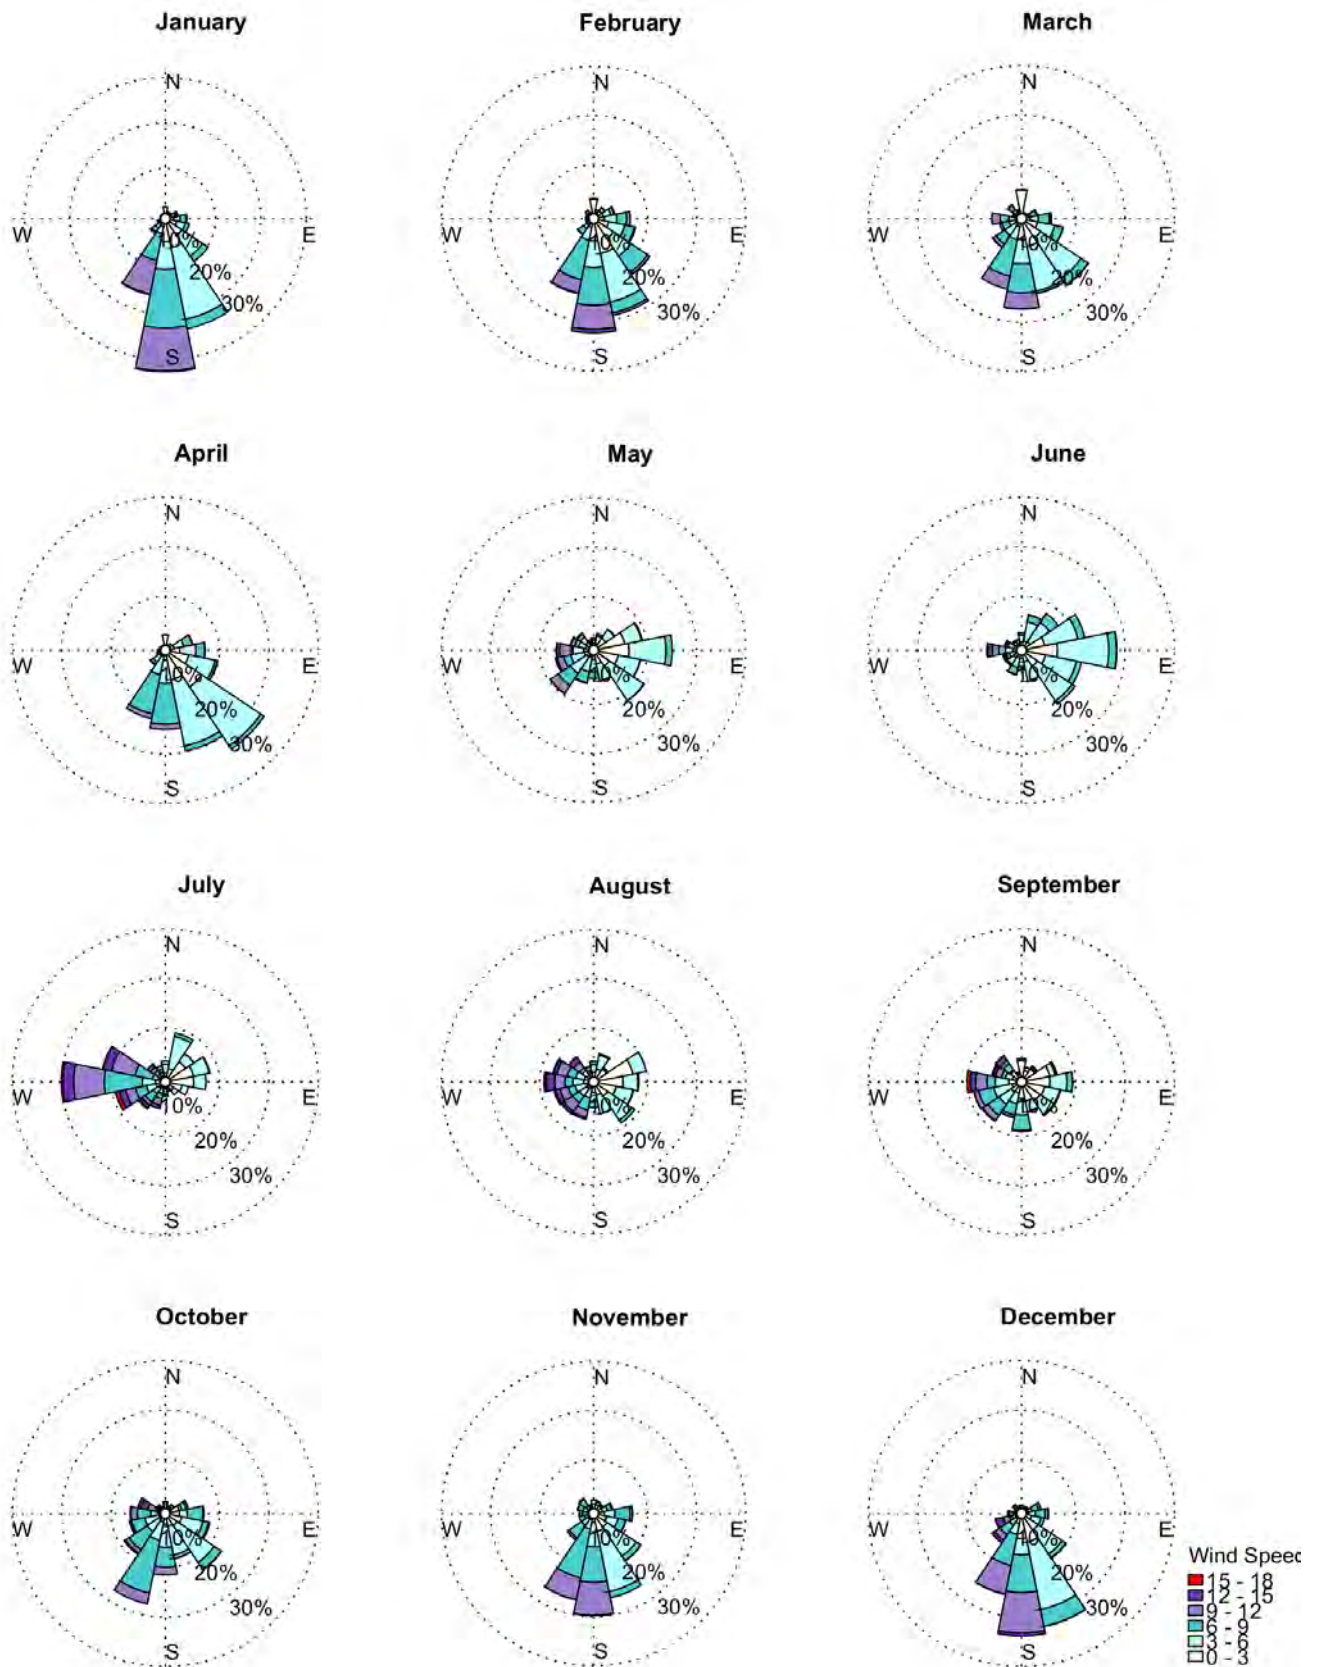 January
February
March
N
N
N
W
E
W
E
W
E
10%
20%
30%
10%
20%
30%
10%
20%
30%
S
S
S
April
May
June
N
N
N
W
E
W
E
W
E
10%
20%
30%
10%
20%
30%
10%
20%
30%
S
S
S
July
August
September
N
N
N
W
E
W
E
W
E
10%
20%
30%
10%
20%
30%
10%
20%
30%
S
S
S
October
November
December
N
N
N
W
E
W
E
W
E
10%
20%
30%
10%
20%
30%
10%
20%
30%
S
S
S
Wind Speed
15 - 18
12 - 15
9 - 12
6 - 9
3 - 6
0 - 3